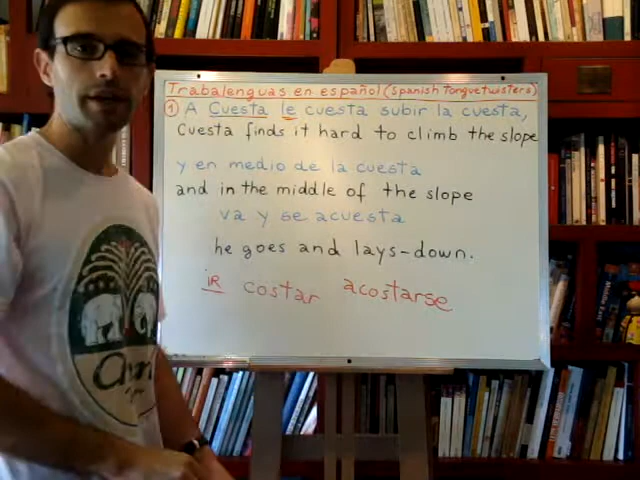 Trabalenguas en español (Spanish Tonguetwisters)
① A Cuesta le cuesta subir la cuesta,
Cuesta finds it hard to climb the slope
y en medio de la cuesta
and in the middle of the slope
va y se acuesta
he goes and lays-down.
iR costar acostarse